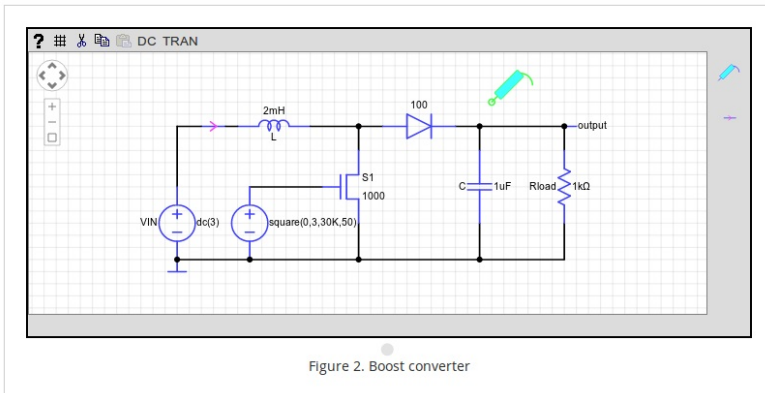 ? DC TRAN
2mH
L
100
output
S1
1000
C
1uF
Rload
1kΩ
VIN
dc(3)
square(0,3,30K,50)
Figure 2. Boost converter